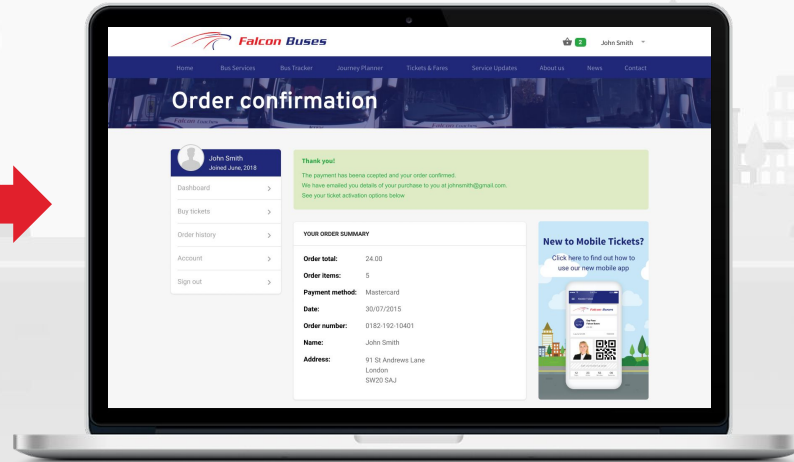 Falcon Buses
2
John Smith
Home Bus Services Bus Tracker Journey Planner Tickets & Fares Service Updates About us News Contact
Order confirmation
John Smith
Joined June, 2018
Dashboard
Buy tickets
Order history
Account
Sign out
Thank you!
The payment has beena ccepted and your order confirmed.
We have emailed you details of your purchase to you at johnsmith@gmail.com.
See your ticket activation options below
YOUR ORDER SUMMARY
Order total: 24.00
Order items: 5
Payment method: Mastercard
Date: 30/07/2015
Order number: 0182-192-10401
Name: John Smith
Address: 91 St Andrews Lane
London
SW20 SAJ
New to Mobile Tickets?
Click here to find out how to
use our new mobile app
Falcon Buses